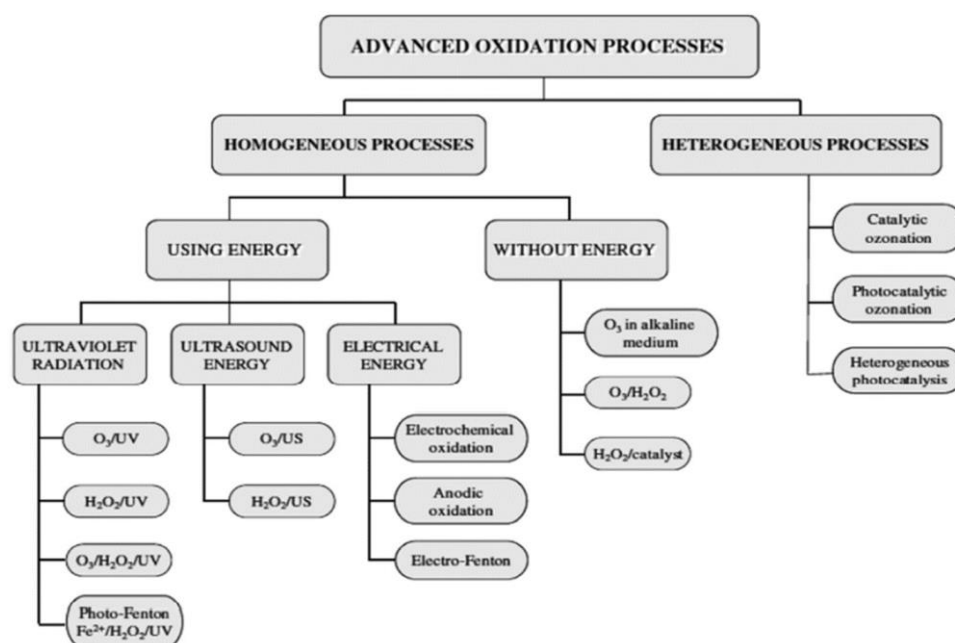 ADVANCED OXIDATION PROCESSES
HOMOGENEOUS PROCESSES
HETEROGENEOUS PROCESSES
USING ENERGY
WITHOUT ENERGY
Catalytic
ozonation
Photocatalytic
ozonation
Heterogeneous
photocatalysis
ULTRAVIOLET
RADIATION
ULTRASOUND
ENERGY
ELECTRICAL
ENERGY
O₃ in alkaline
medium
O₃/H₂O₂
H₂O₂/catalyst
O₃/UV
H₂O₂/UV
O₃/H₂O₂/UV
Photo-Fenton
Fe²⁺/H₂O₂/UV
O₃/US
H₂O₂/US
Electrochemical
oxidation
Anodic
oxidation
Electro-Fenton